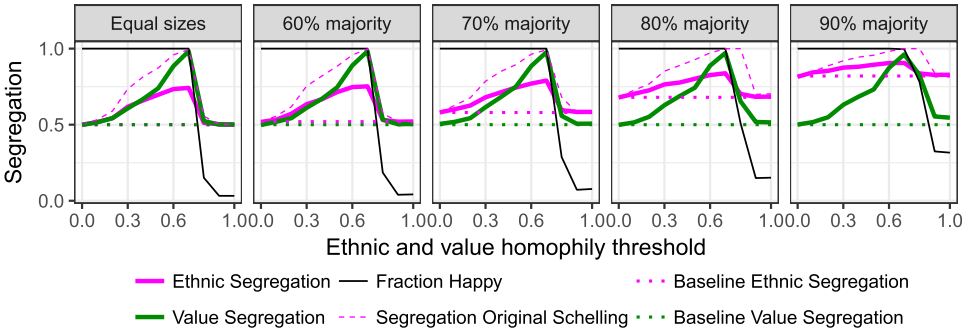 Equal sizes 60% majority 70% majority 80% majority 90% majority
1.0
0.5
0.0
Segregation
0.0 0.3 0.6 1.0 0.0 0.3 0.6 1.0 0.0 0.3 0.6 1.0 0.0 0.3 0.6 1.0 0.0 0.3 0.6 1.0
Ethnic and value homophily threshold
Ethnic Segregation Fraction Happy Baseline Ethnic Segregation
Value Segregation Segregation Original Schelling Baseline Value Segregation